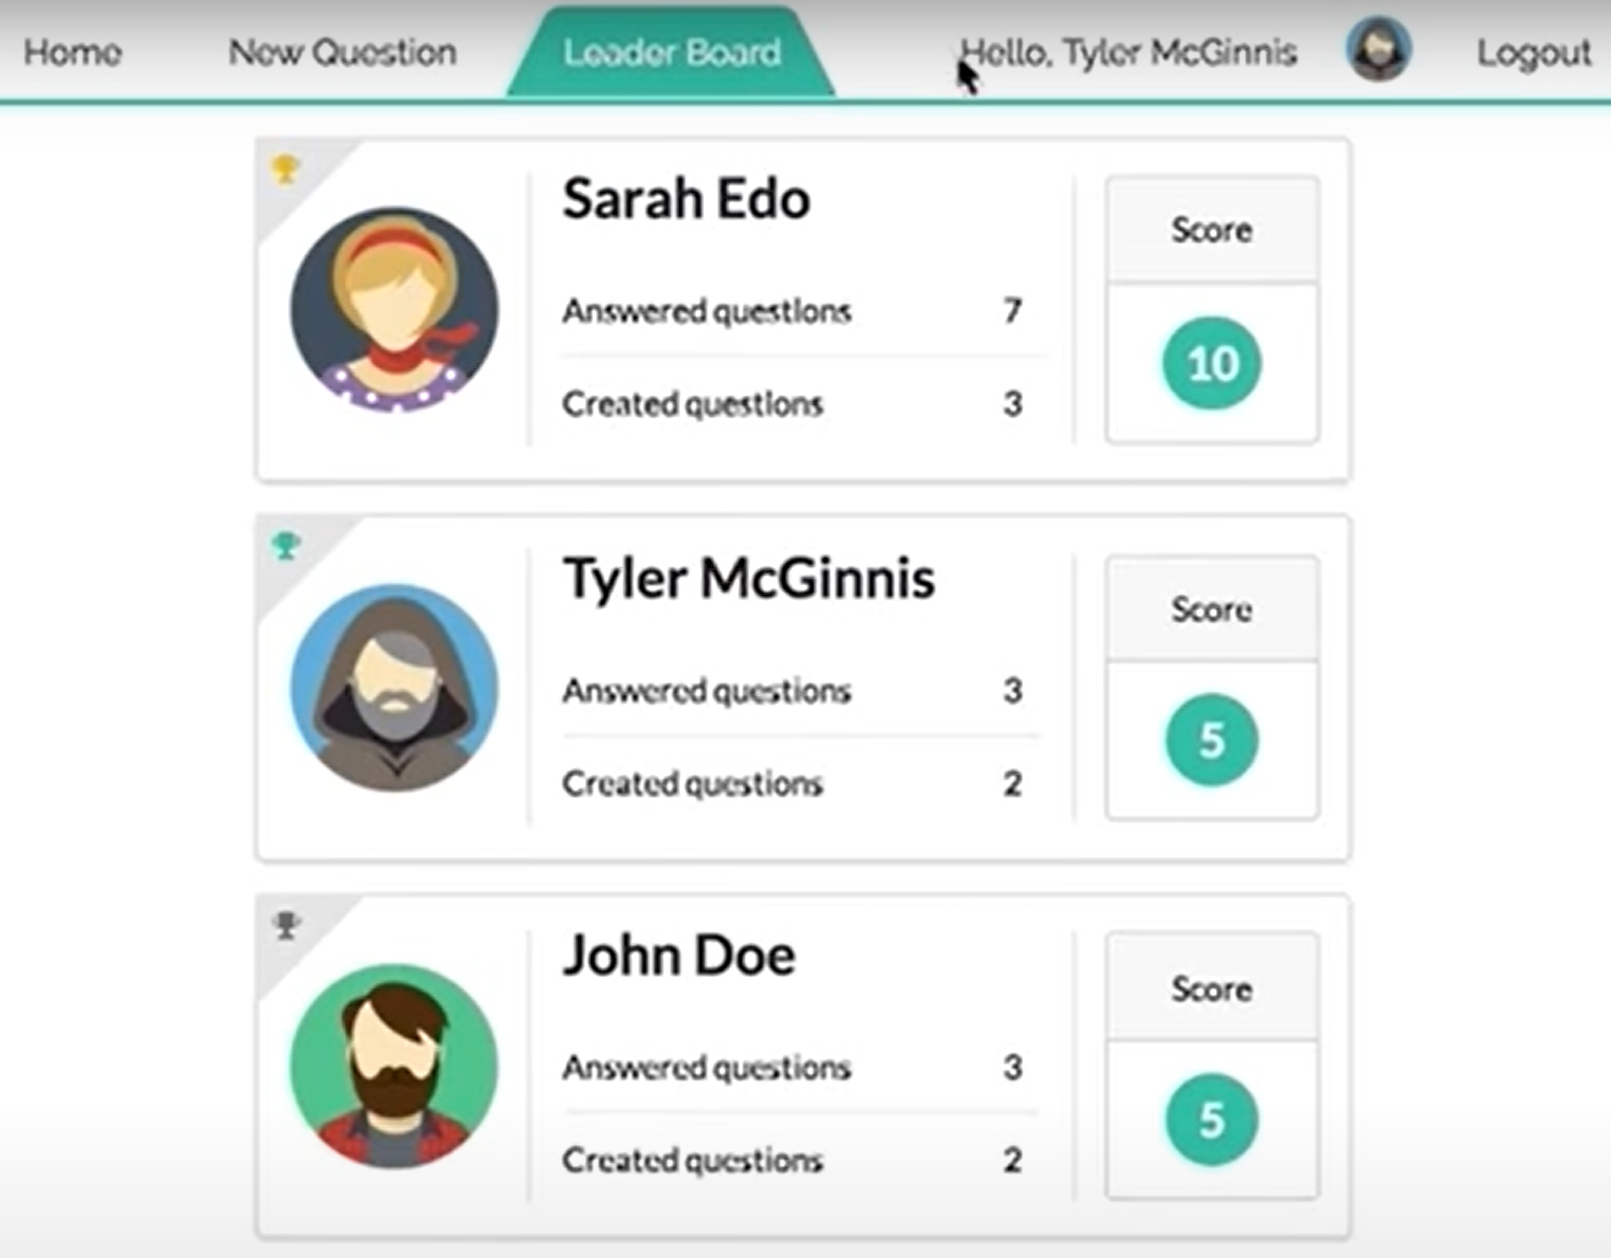 Home New Question Leader Board Hello, Tyler McGinnis Logout
Sarah Edo
Answered questions 7
Created questions 3
Score
10
Tyler McGinnis
Answered questions 3
Created questions 2
Score
5
John Doe
Answered questions 3
Created questions 2
Score
5